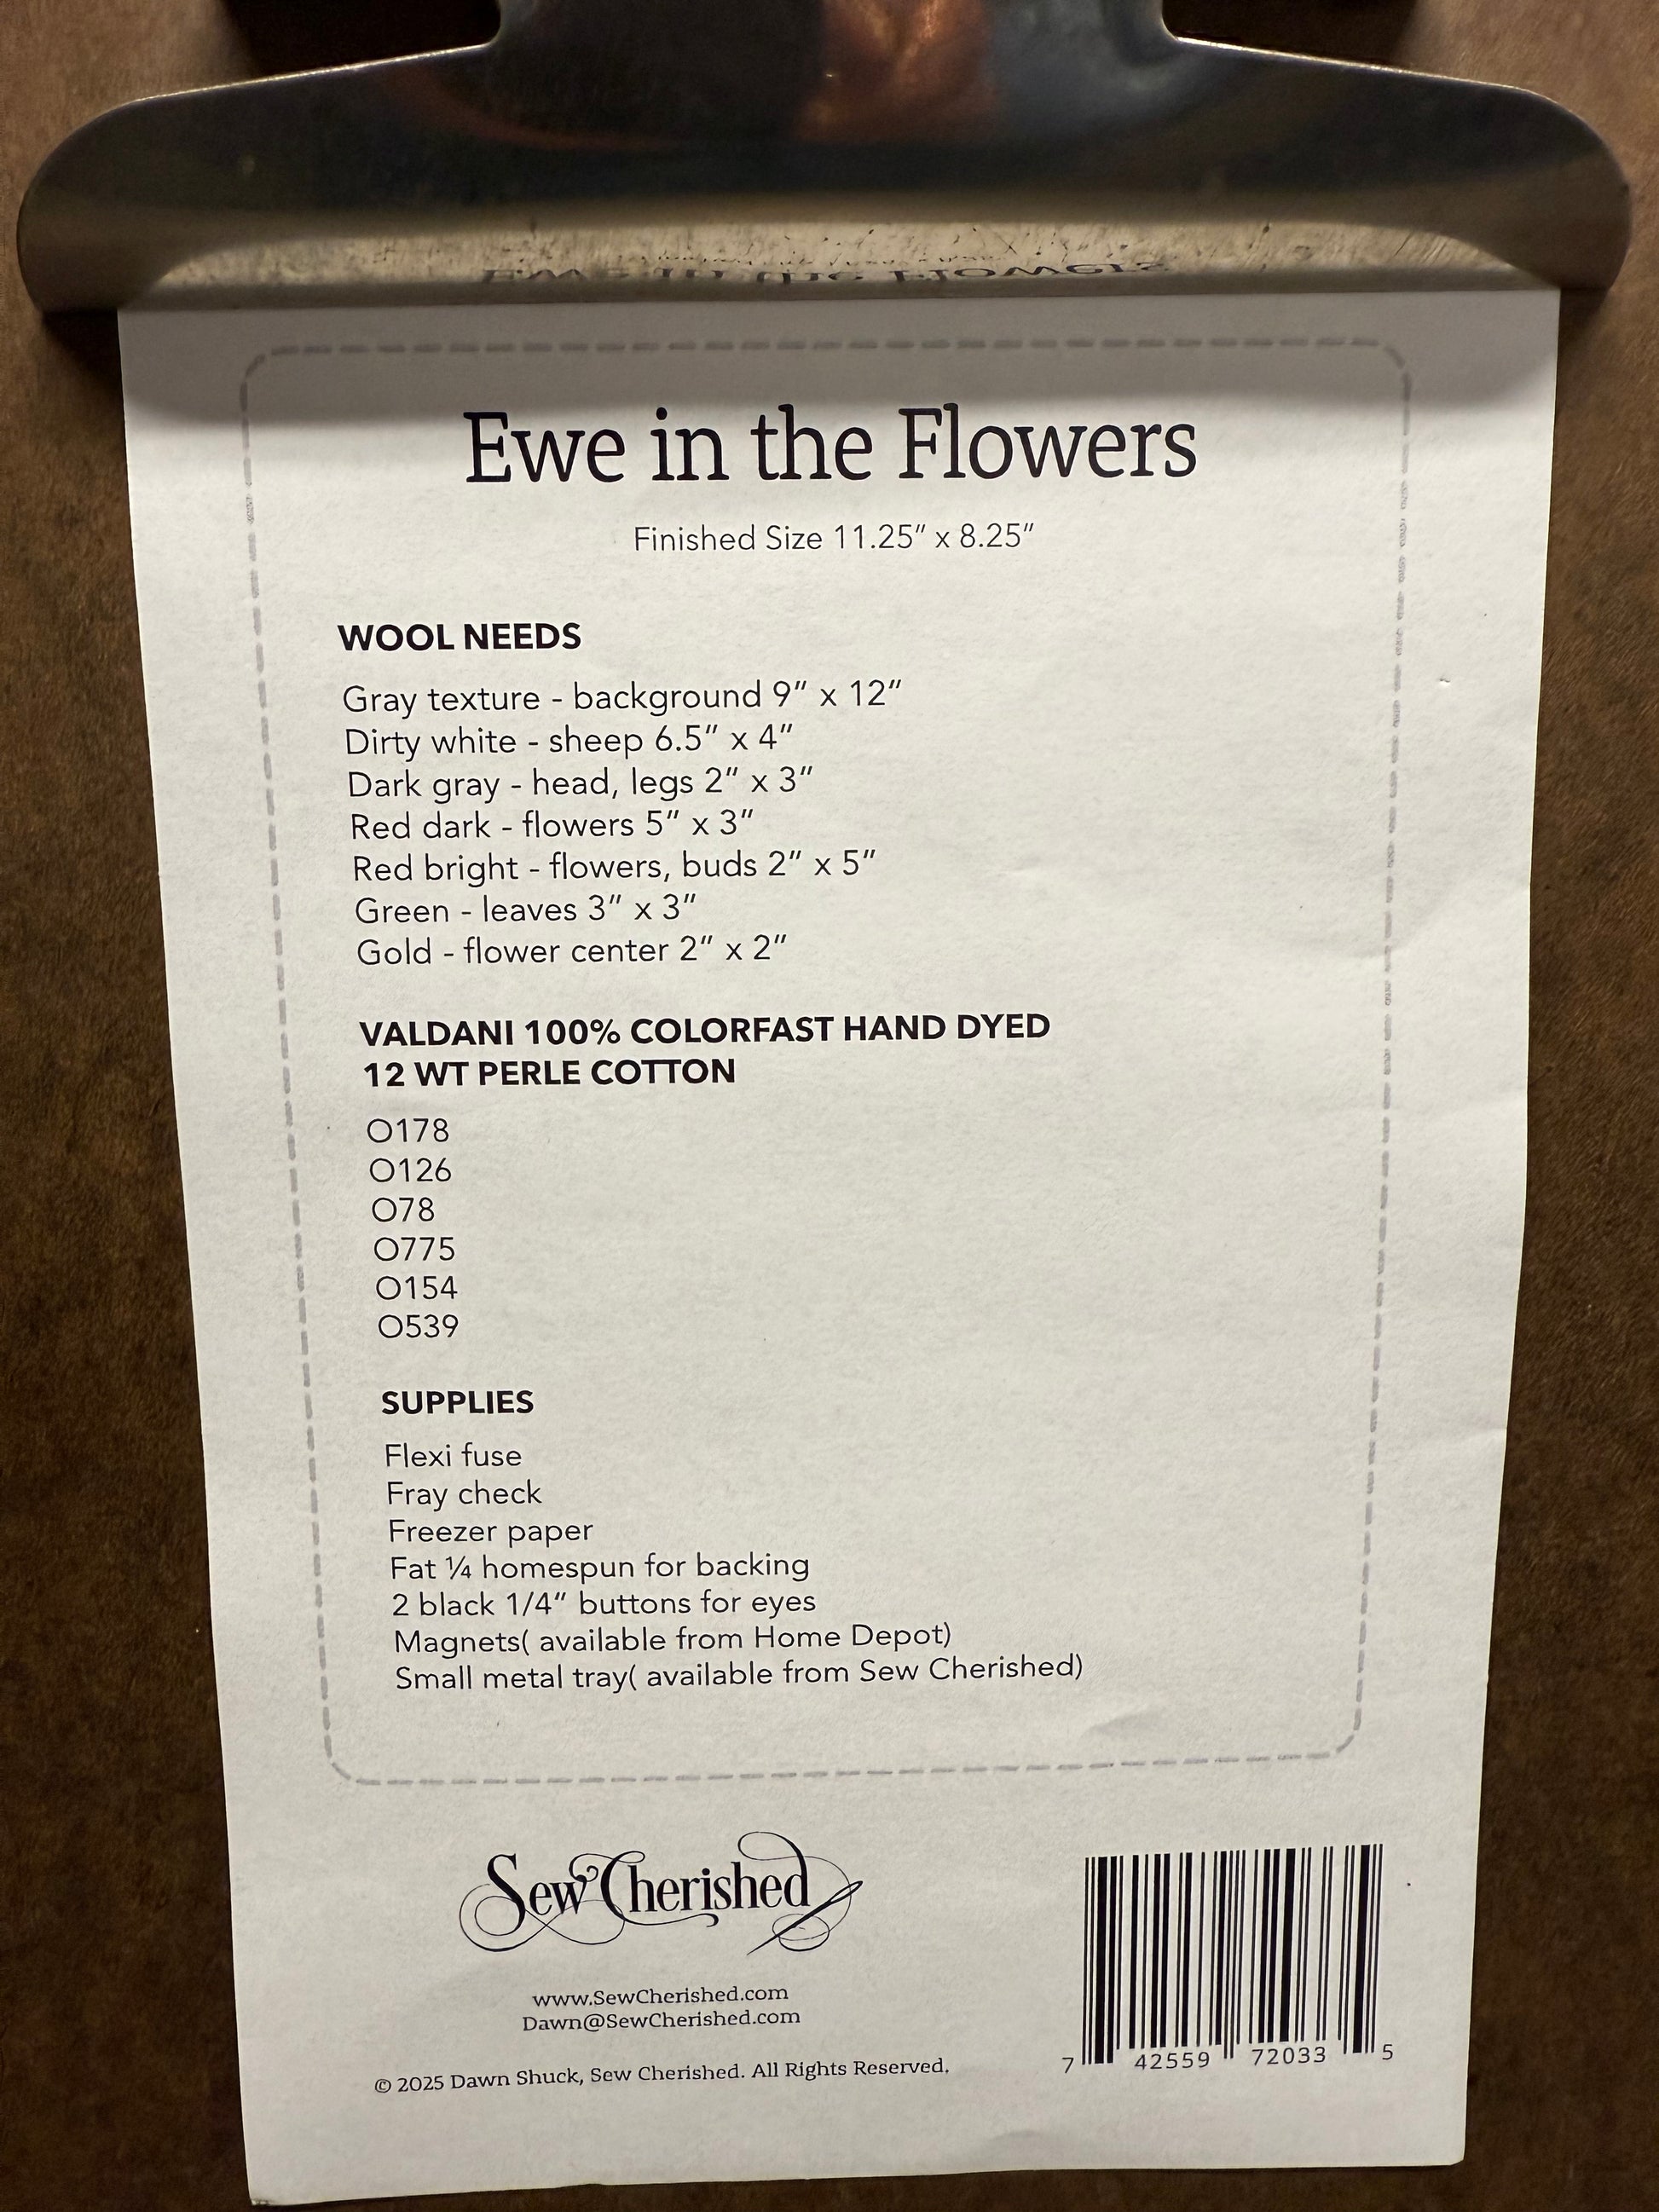 Ewe in the Flowers
Finished Size 11.25" x 8.25"
WOOL NEEDS
Gray texture - background 9" x 12"
Dirty white - sheep 6.5" x 4"
Dark gray - head, legs 2" x 3"
Red dark - flowers 5" x 3"
Red bright - flowers, buds 2" x 5"
Green - leaves 3" x 3"
Gold - flower center 2" x 2"
VALDANI 100% COLORFAST HAND DYED
12 WT PERLE COTTON
O178
O126
O78
O775
O154
O539
SUPPLIES
Flexi fuse
Fray check
Freezer paper
Fat ¼ homespun for backing
2 black 1/4" buttons for eyes
Magnets( available from Home Depot)
Small metal tray( available from Sew Cherished)
Sew Cherished
www.SewCherished.com
Dawn@SewCherished.com
© 2025 Dawn Shuck, Sew Cherished. All Rights Reserved.
7 42559 72033 5